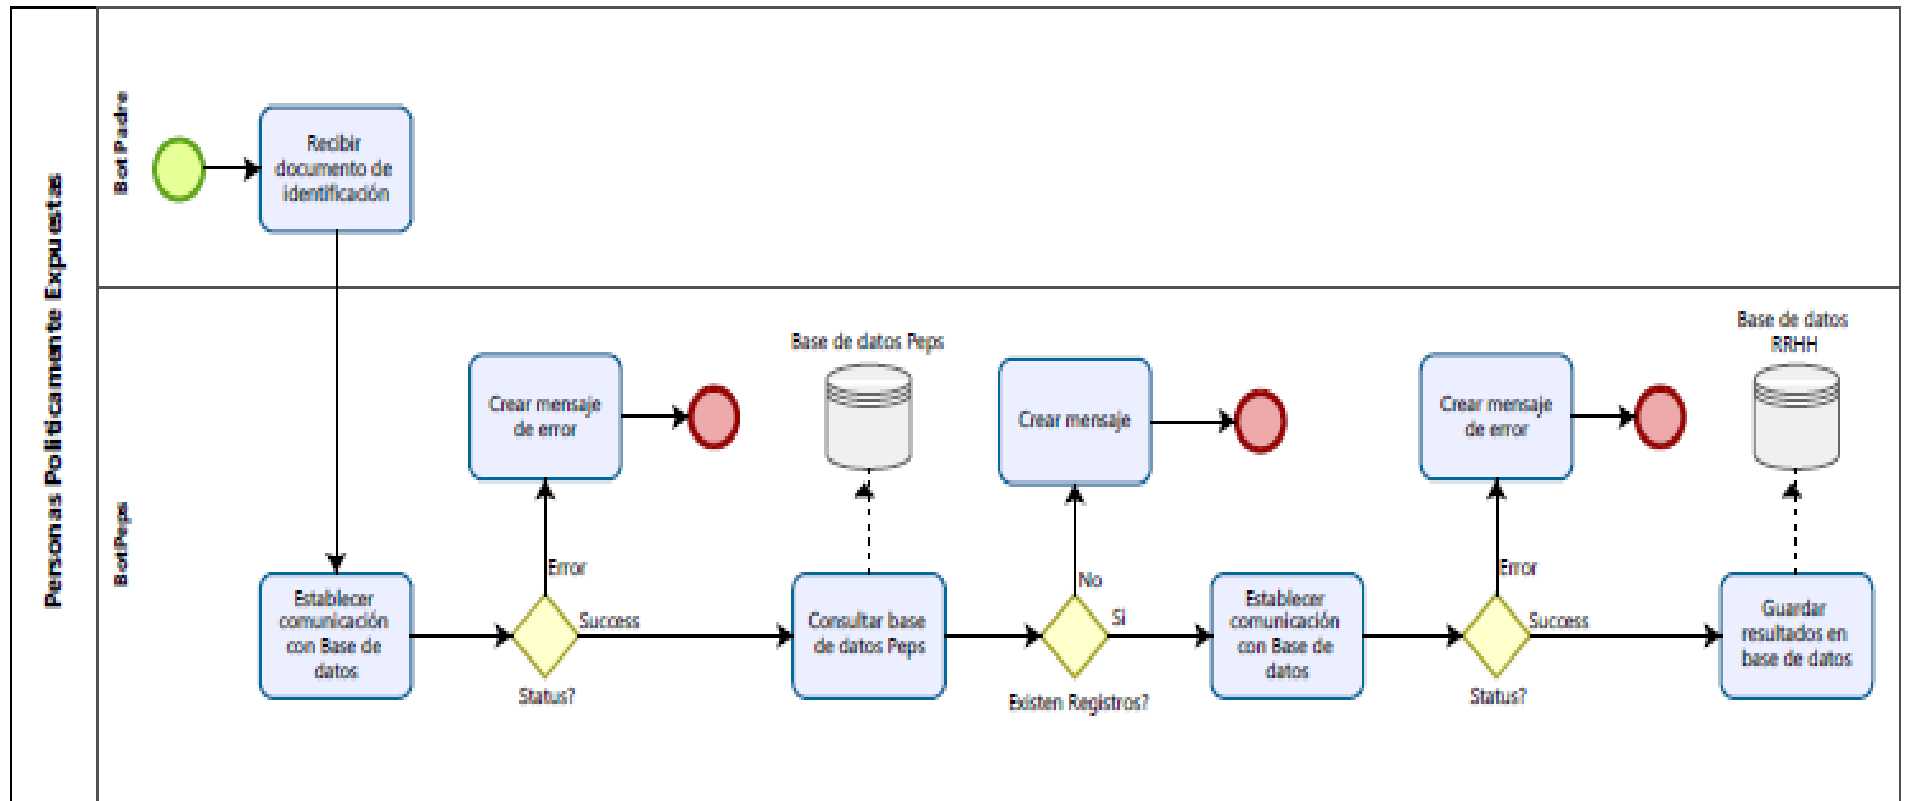 Personas Politicamente Expuestas
Bot Padre
Recibir
documento de
identificación
BotPeps
Establecer
comunicación
con Base de
datos
Status?
Error
Success
Crear mensaje
de error
Base de datos Peps
Consultar base
de datos Peps
Existen Registros?
No
Si
Crear mensaje
Establecer
comunicación
con Base de
datos
Status?
Error
Success
Crear mensaje
de error
Base de datos
RRHH
Guardar
resultados en
base de datos